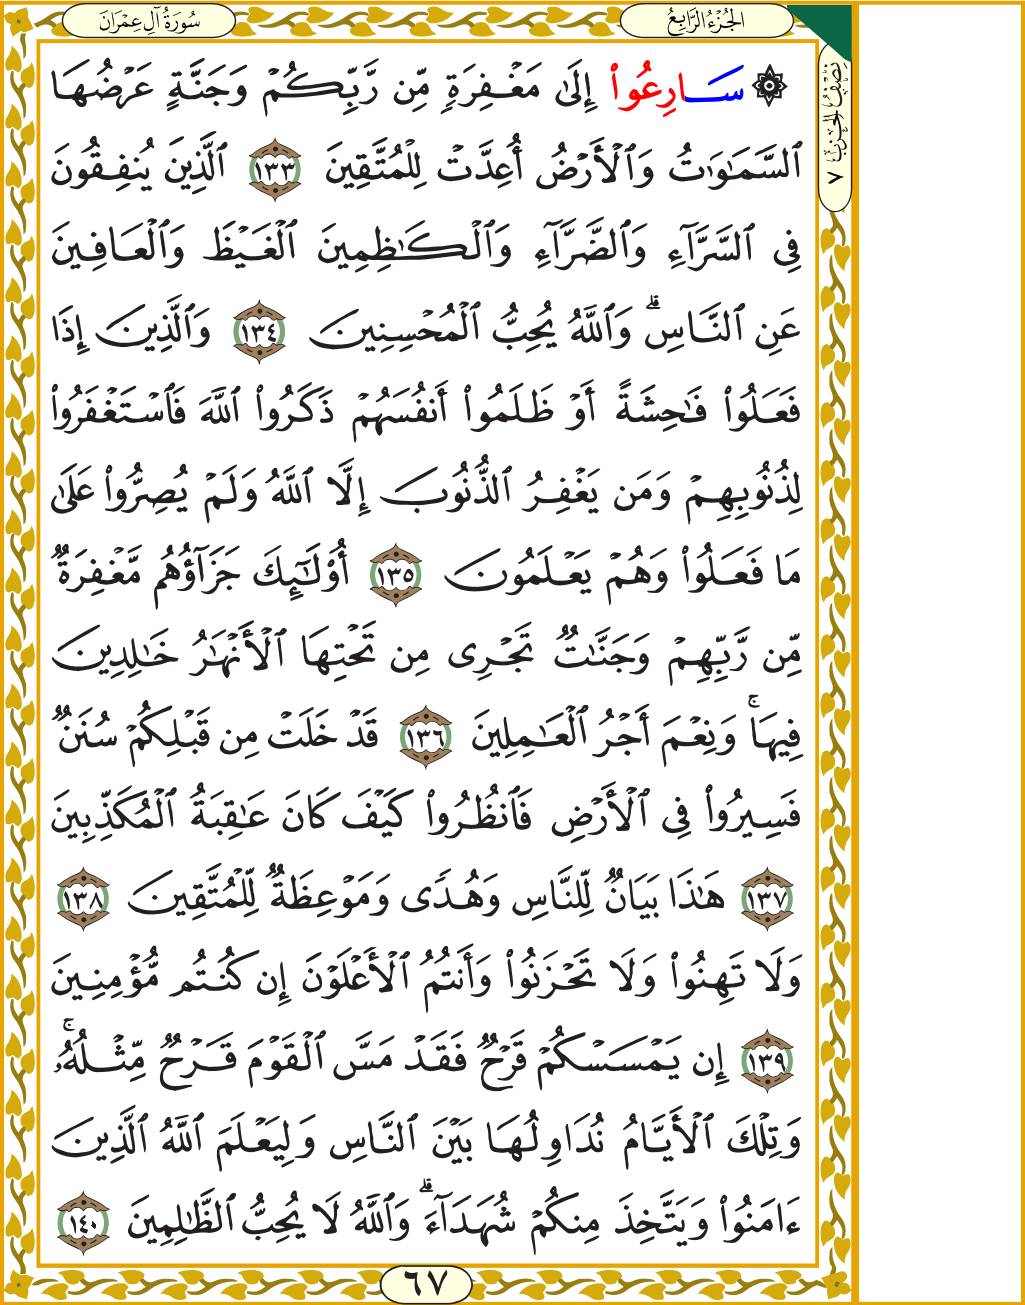 سُورَةُ آلِ عِمْرَانَ
الجُزْءُ الرَّابِعُ
نِصْفُ الحِزْبِ ٧
۞ سَارِعُوا۟ إِلَىٰ مَغْفِرَةٍۢ مِّن رَّبِّكُمْ وَجَنَّةٍ عَرْضُهَا
ٱلسَّمَٰوَٰتُ وَٱلْأَرْضُ أُعِدَّتْ لِلْمُتَّقِينَ ١٣٣ ٱلَّذِينَ يُنفِقُونَ
فِى ٱلسَّرَّآءِ وَٱلضَّرَّآءِ وَٱلْكَٰظِمِينَ ٱلْغَيْظَ وَٱلْعَافِينَ
عَنِ ٱلنَّاسِ ۗ وَٱللَّهُ يُحِبُّ ٱلْمُحْسِنِينَ ١٣٤ وَٱلَّذِينَ إِذَا
فَعَلُوا۟ فَٰحِشَةً أَوْ ظَلَمُوٓا۟ أَنفُسَهُمْ ذَكَرُوا۟ ٱللَّهَ فَٱسْتَغْفَرُوا۟
لِذُنُوبِهِمْ وَمَن يَغْفِرُ ٱلذُّنُوبَ إِلَّا ٱللَّهُ وَلَمْ يُصِرُّوا۟ عَلَىٰ
مَا فَعَلُوا۟ وَهُمْ يَعْلَمُونَ ١٣٥ أُو۟لَٰٓئِكَ جَزَآؤُهُم مَّغْفِرَةٌۭ
مِّن رَّبِّهِمْ وَجَنَّٰتٌۭ تَجْرِى مِن تَحْتِهَا ٱلْأَنْهَٰرُ خَٰلِدِينَ
فِيهَا ۚ وَنِعْمَ أَجْرُ ٱلْعَٰمِلِينَ ١٣٦ قَدْ خَلَتْ مِن قَبْلِكُمْ سُنَنٌۭ
فَسِيرُوا۟ فِى ٱلْأَرْضِ فَٱنظُرُوا۟ كَيْفَ كَانَ عَٰقِبَةُ ٱلْمُكَذِّبِينَ
١٣٧ هَٰذَا بَيَانٌۭ لِّلنَّاسِ وَهُدًۭى وَمَوْعِظَةٌۭ لِّلْمُتَّقِينَ ١٣٨
وَلَا تَهِنُوا۟ وَلَا تَحْزَنُوا۟ وَأَنتُمُ ٱلْأَعْلَوْنَ إِن كُنتُم مُّؤْمِنِينَ
١٣٩ إِن يَمْسَسْكُمْ قَرْحٌۭ فَقَدْ مَسَّ ٱلْقَوْمَ قَرْحٌۭ مِّثْلُهُۥ ۚ
وَتِلْكَ ٱلْأَيَّامُ نُدَاوِلُهَا بَيْنَ ٱلنَّاسِ وَلِيَعْلَمَ ٱللَّهُ ٱلَّذِينَ
ءَامَنُوا۟ وَيَتَّخِذَ مِنكُمْ شُهَدَآءَ ۗ وَٱللَّهُ لَا يُحِبُّ ٱلظَّٰلِمِينَ ١٤٠
٦٧